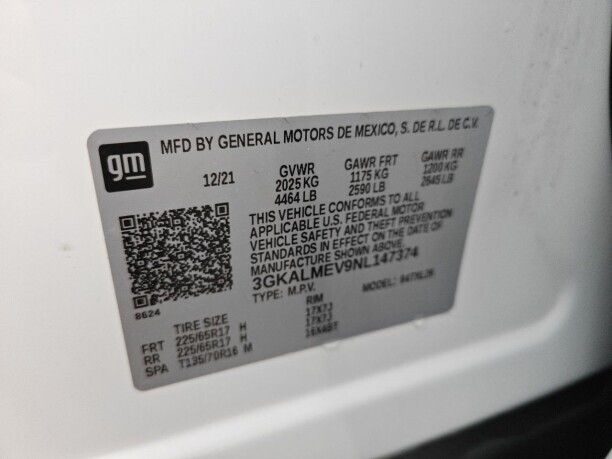 gm
MFD BY GENERAL MOTORS DE MEXICO, S. DE R.L. DE C.V.
12/21 GVWR GAWR FRT GAWR RR
2025 KG 1175 KG 1200 KG
4464 LB 2590 LB 2645 LB
THIS VEHICLE CONFORMS TO ALL
APPLICABLE U.S. FEDERAL MOTOR
VEHICLE SAFETY AND THEFT PREVENTION
STANDARDS IN EFFECT ON THE DATE OF
MANUFACTURE SHOWN ABOVE.
3GKALMEV9NL147374
TYPE: M.P.V. MODEL:
8624
TIRE SIZE RIM
FRT 225/65R17 H 17X7J
RR 225/65R17 H 17X7J
SPA T135/70R16 M 16X4BT